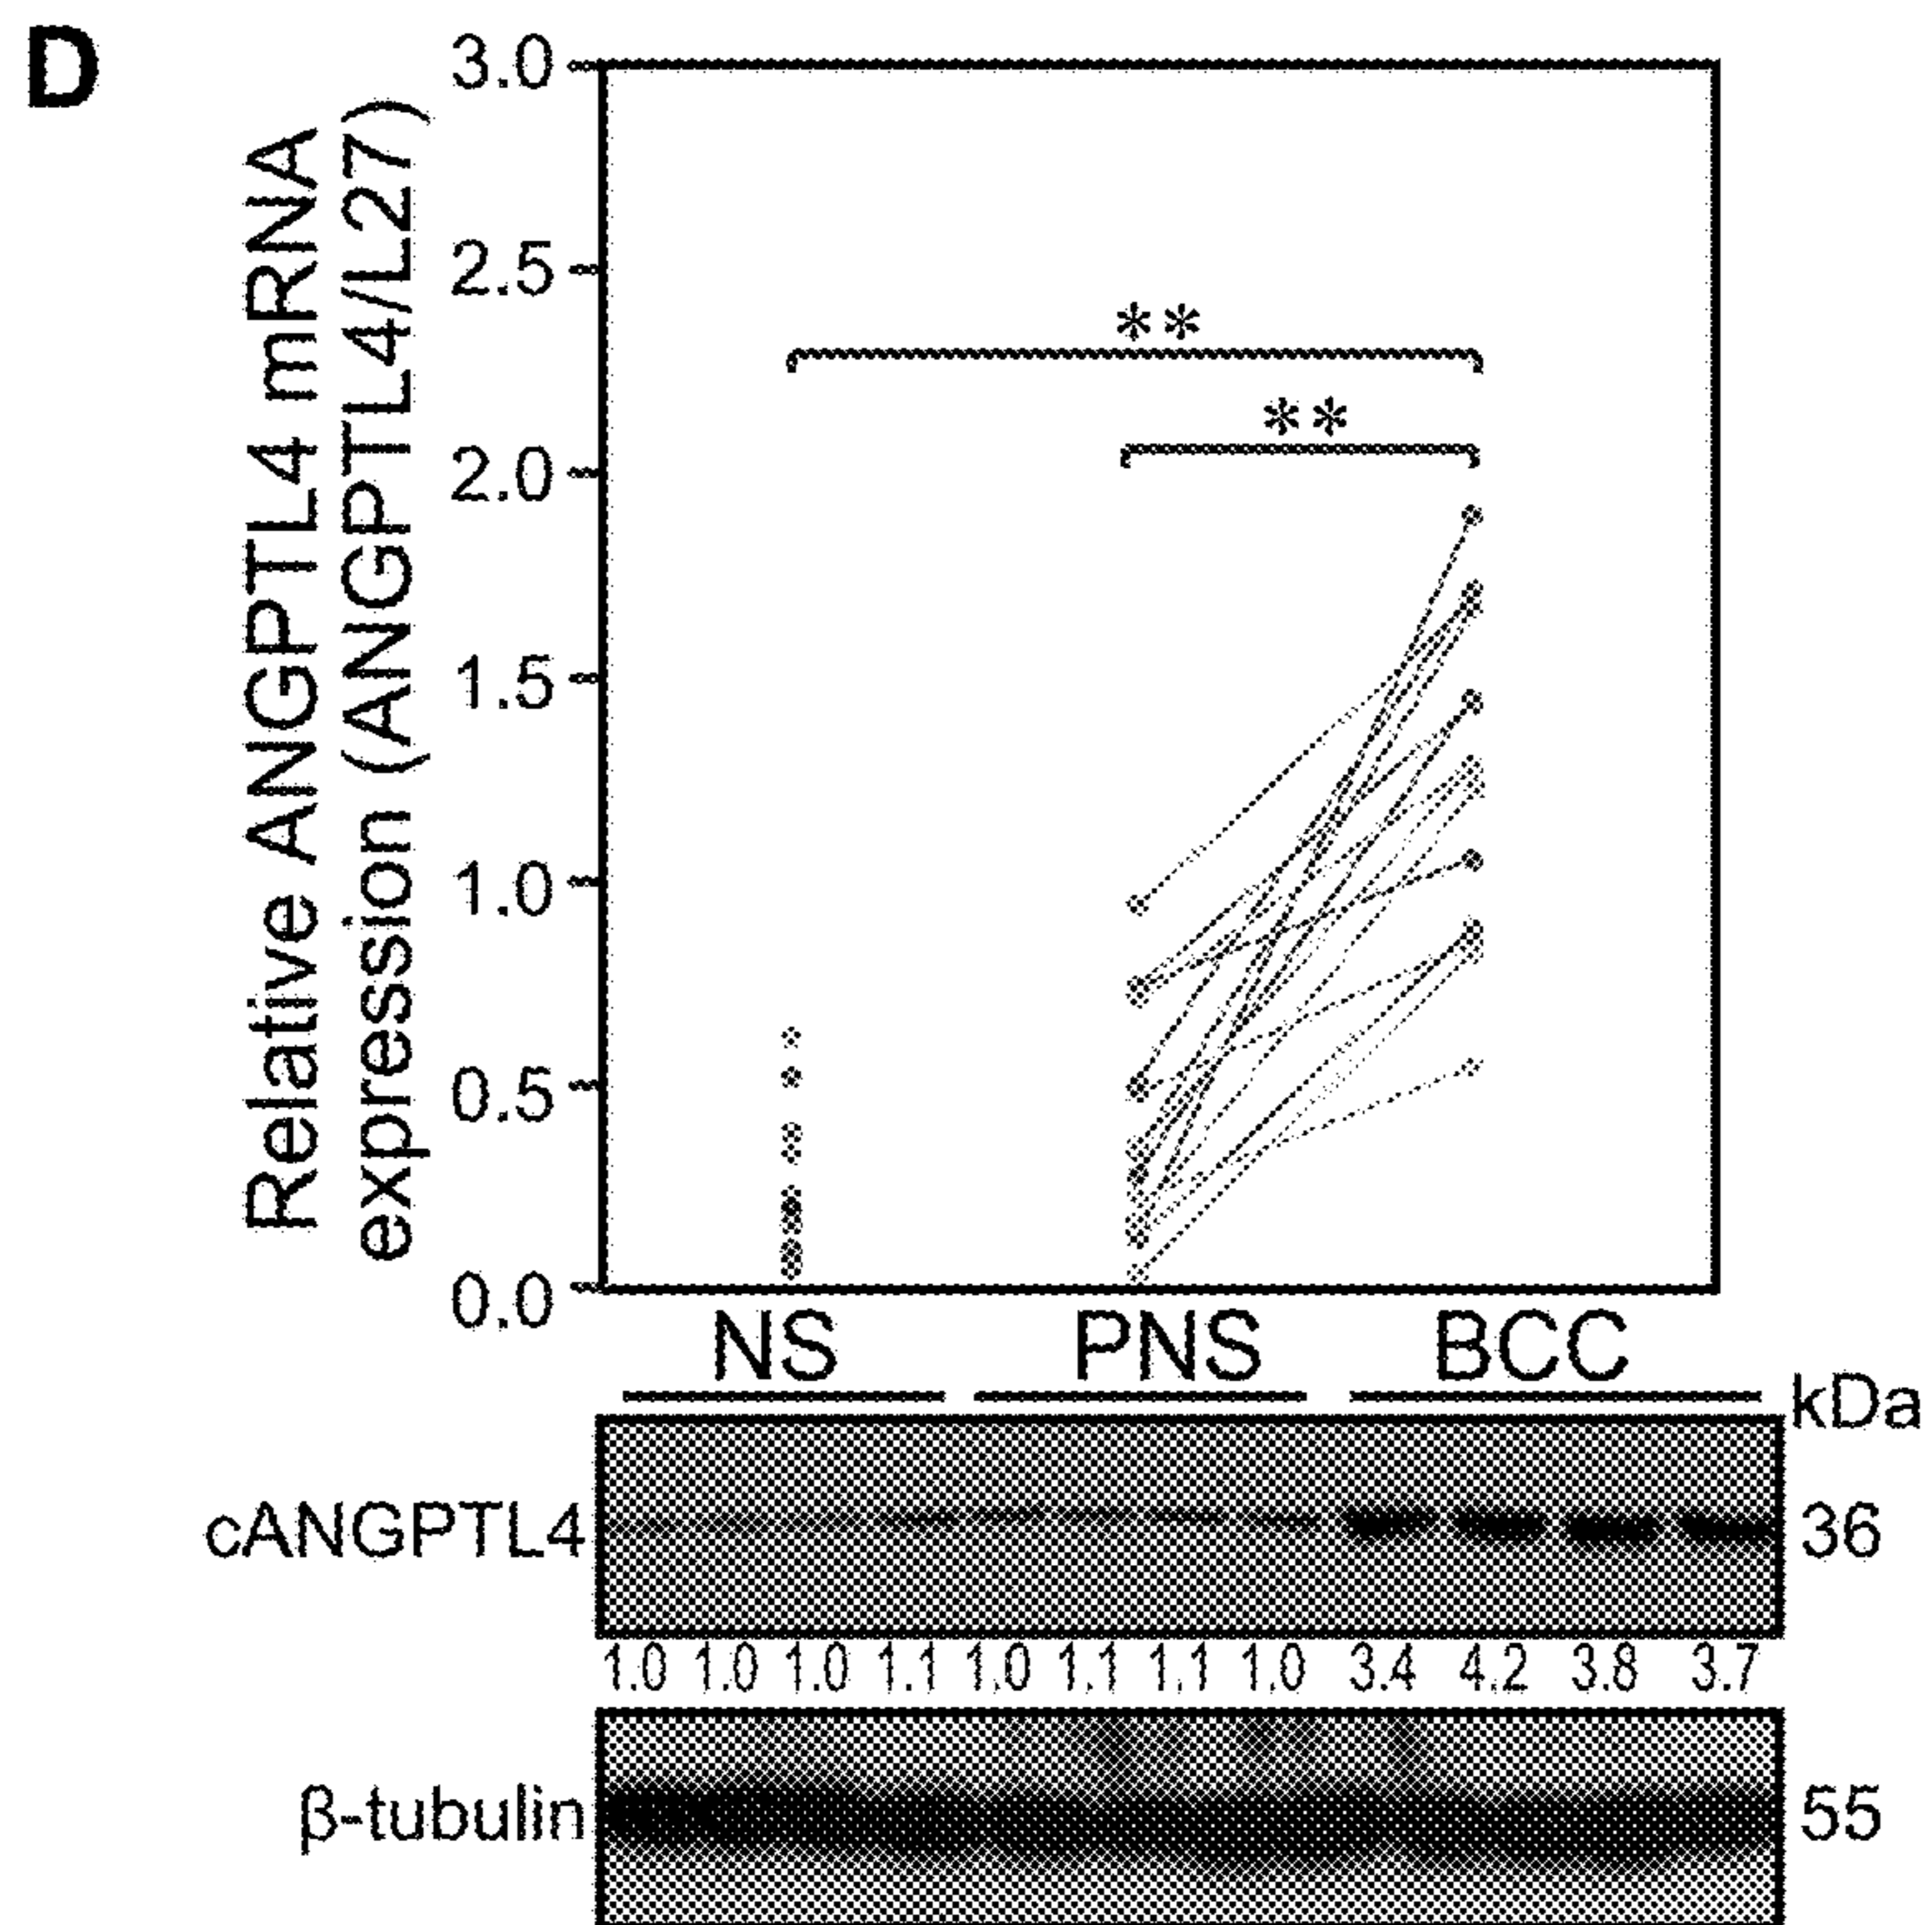 D
Relative ANGPTL4 mRNA
expression (ANGPTL4/L27)
3.0
2.5
2.0
1.5
1.0
0.5
0.0
**
**
NS PNS BCC
kDa
cANGPTL4 36
1.0 1.0 1.0 1.1 1.0 1.1 1.1 1.0 3.4 4.2 3.8 3.7
β-tubulin 55